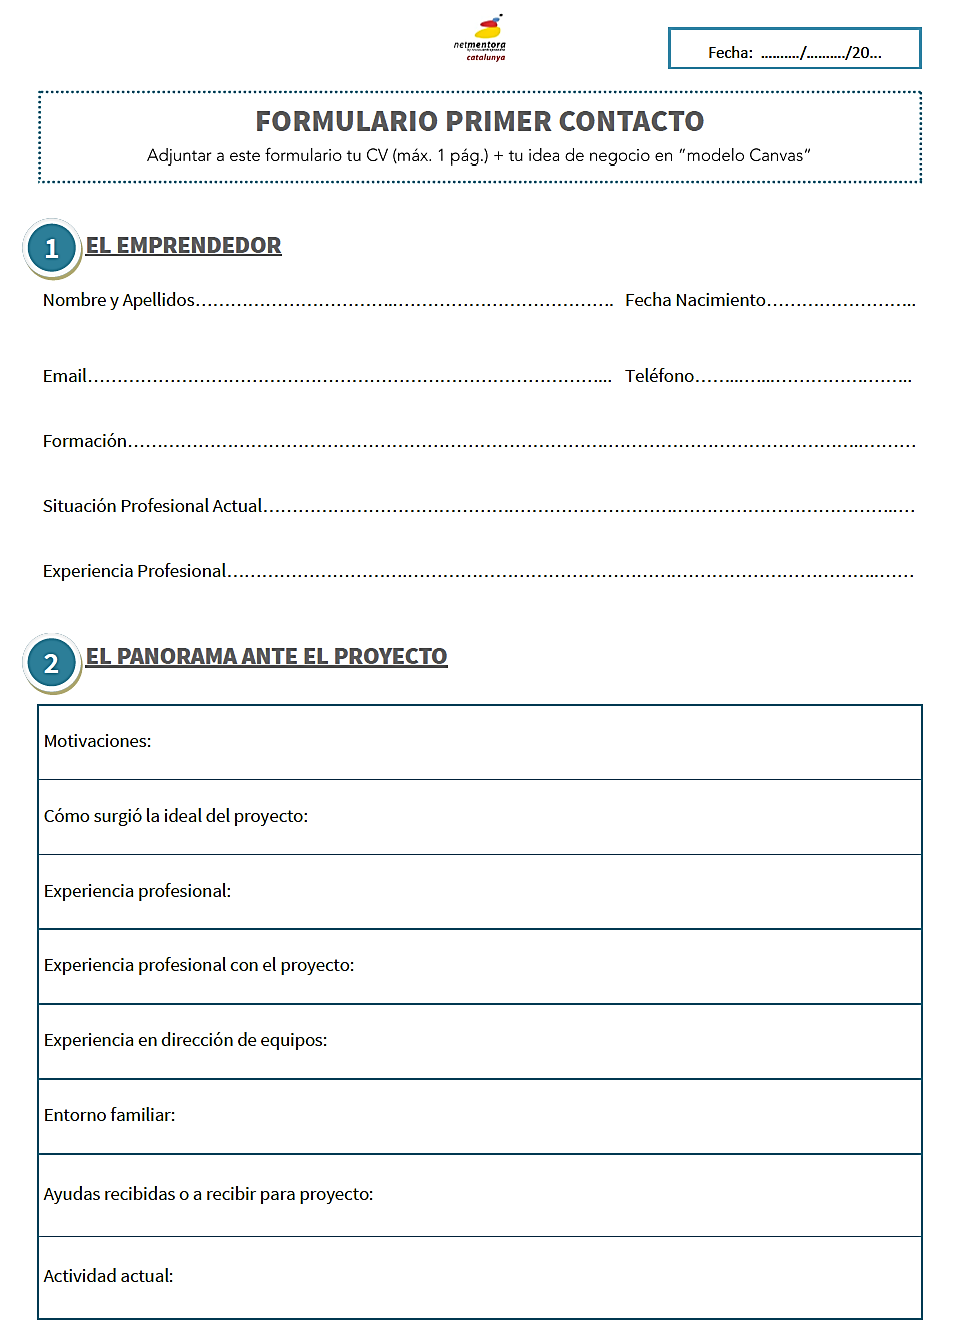 netmentora
catalunya
Fecha: ........../........../20...
FORMULARIO PRIMER CONTACTO
Adjuntar a este formulario tu CV (máx. 1 pág.) + tu idea de negocio en "modelo Canvas"
1 EL EMPRENDEDOR
Nombre y Apellidos…………………………………………………………. Fecha Nacimiento……………………..
Email……………………………………………………………………………... Teléfono……..…...……………………..
Formación……………………………………………………………………………………………………………………..………
Situación Profesional Actual…………………………………………………………………………………………………..…
Experiencia Profesional…………………………………………………………………………………………………….……
2 EL PANORAMA ANTE EL PROYECTO
Motivaciones:
Cómo surgió la ideal del proyecto:
Experiencia profesional:
Experiencia profesional con el proyecto:
Experiencia en dirección de equipos:
Entorno familiar:
Ayudas recibidas o a recibir para proyecto:
Actividad actual: